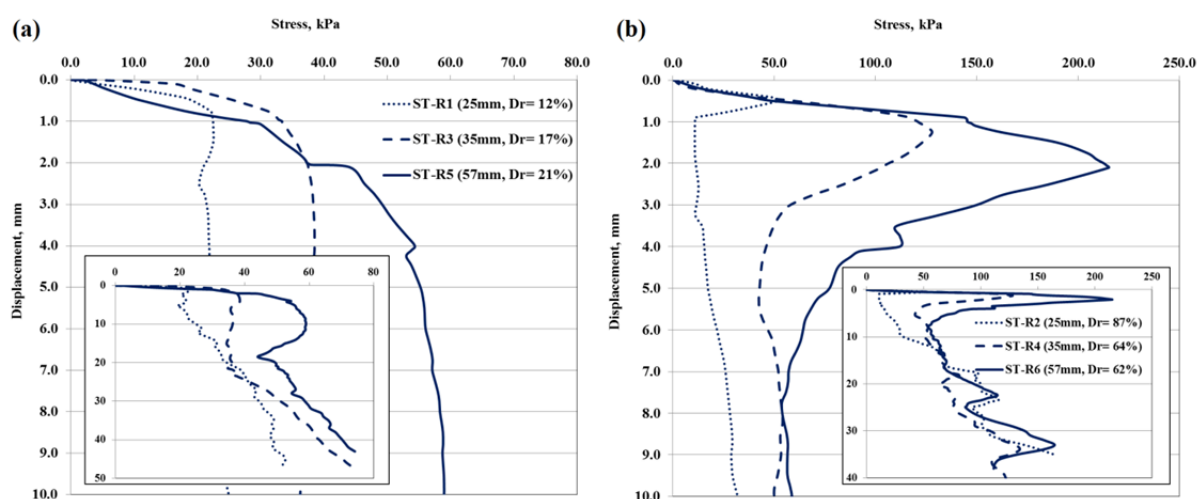 (a)
Stress, kPa
0.0 10.0 20.0 30.0 40.0 50.0 60.0 70.0 80.0
0.0
1.0
2.0
3.0
4.0
5.0
6.0
7.0
8.0
9.0
10.0
Displacement, mm
ST-R1 (25mm, Dr= 12%)
ST-R3 (35mm, Dr= 17%)
ST-R5 (57mm, Dr= 21%)
0 20 40 60 80
0
10
20
30
40
50
(b)
Stress, kPa
0.0 50.0 100.0 150.0 200.0 250.0
0.0
1.0
2.0
3.0
4.0
5.0
6.0
7.0
8.0
9.0
10.0
Displacement, mm
0 50 100 150 200 250
0
10
20
30
40
ST-R2 (25mm, Dr= 87%)
ST-R4 (35mm, Dr= 64%)
ST-R6 (57mm, Dr= 62%)